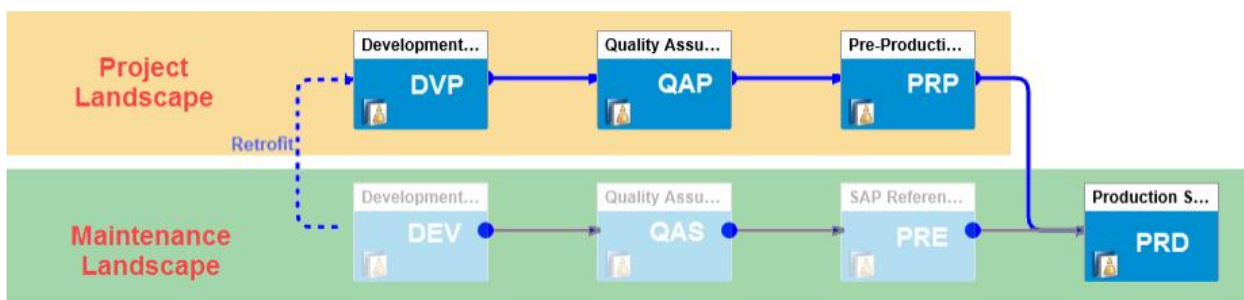 Project
Landscape
Development...
DVP
Quality Assu...
QAP
Pre-Producti...
PRP
Retrofit
Maintenance
Landscape
Development...
DEV
Quality Assu...
QAS
SAP Referen...
PRE
Production S...
PRD